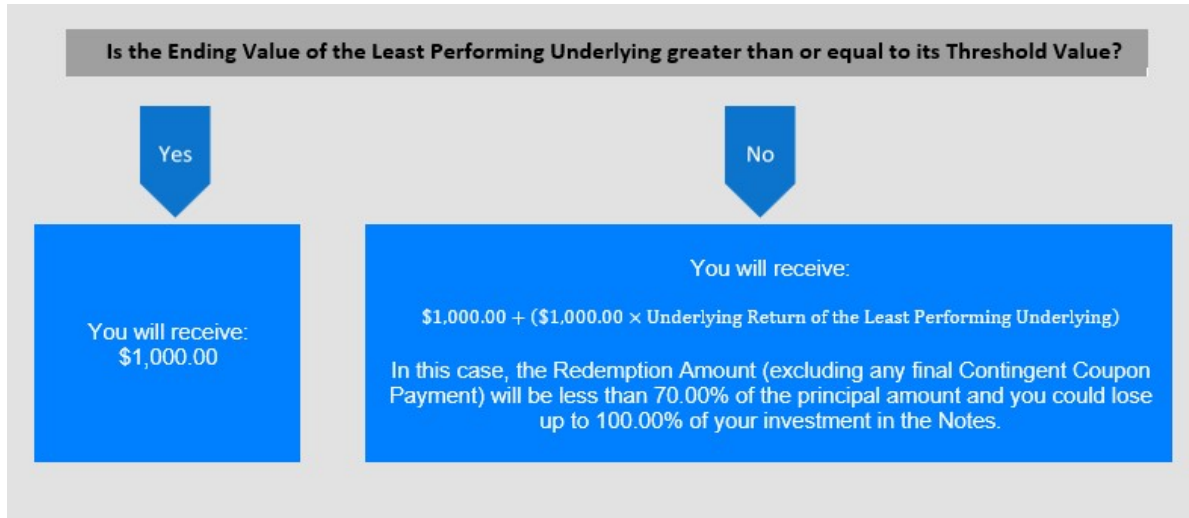 Is the Ending Value of the Least Performing Underlying greater than or equal to its Threshold Value?
Yes
No
You will receive:
$1,000.00
You will receive:
$1,000.00 + ($1,000.00 × Underlying Return of the Least Performing Underlying)
In this case, the Redemption Amount (excluding any final Contingent Coupon
Payment) will be less than 70.00% of the principal amount and you could lose
up to 100.00% of your investment in the Notes.